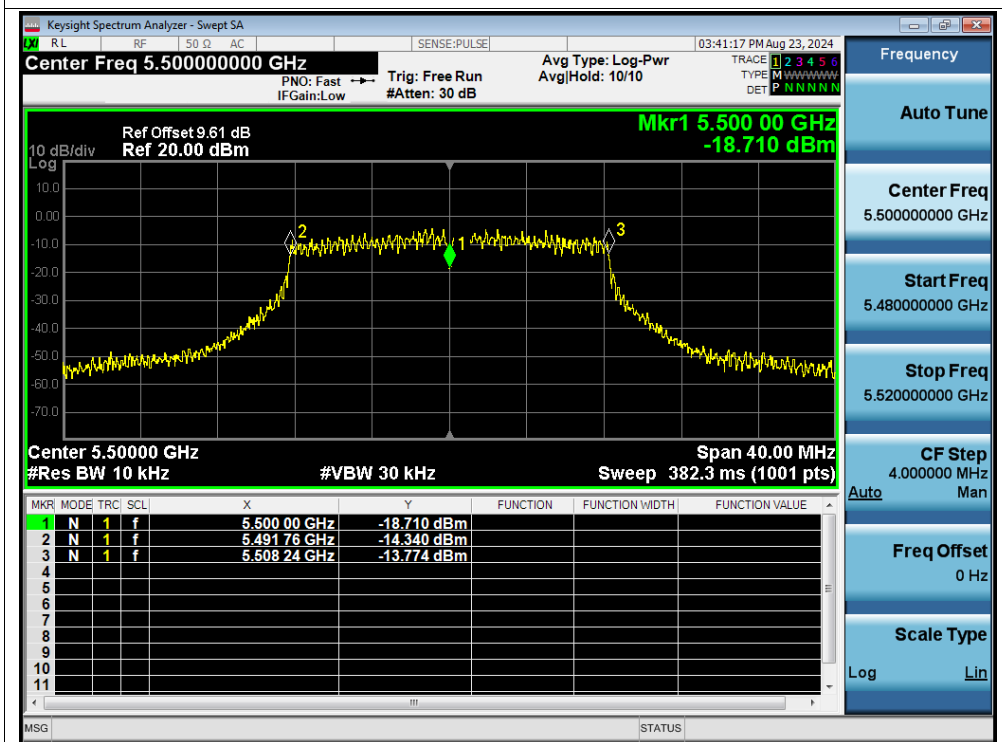 Keysight Spectrum Analyzer - Swept SA
LXI RL RF 50 Ω AC SENSE:PULSE 03:41:17 PM Aug 23, 2024
Center Freq 5.500000000 GHz
PNO: Fast
IFGain:Low
Trig: Free Run
#Atten: 30 dB
Avg Type: Log-Pwr
Avg|Hold: 10/10
TRACE 1 2 3 4 5 6
TYPE M WWWWW
DET P N N N N N
Mkr1 5.500 00 GHz
-18.710 dBm
Ref Offset 9.61 dB
10 dB/div Ref 20.00 dBm
Log
10.0
0.00
-10.0
-20.0
-30.0
-40.0
-50.0
-60.0
-70.0
2
1
3
Center 5.50000 GHz Span 40.00 MHz
#Res BW 10 kHz #VBW 30 kHz Sweep 382.3 ms (1001 pts)
MKR MODE TRC SCL X Y FUNCTION FUNCTION WIDTH FUNCTION VALUE
1 N 1 f 5.500 00 GHz -18.710 dBm
2 N 1 f 5.491 76 GHz -14.340 dBm
3 N 1 f 5.508 24 GHz -13.774 dBm
4
5
6
7
8
9
10
11
MSG STATUS
Frequency
Auto Tune
Center Freq
5.500000000 GHz
Start Freq
5.480000000 GHz
Stop Freq
5.520000000 GHz
CF Step
4.000000 MHz
Auto Man
Freq Offset
0 Hz
Scale Type
Log Lin